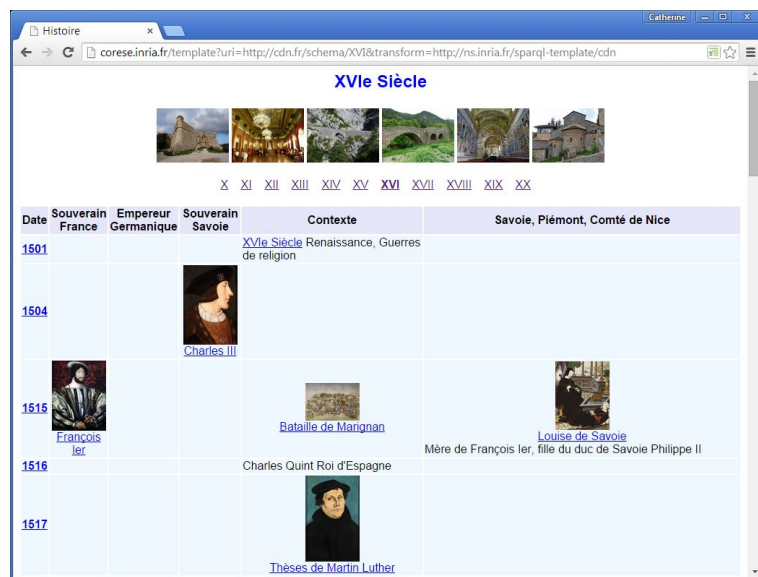 Catherine
Histoire
corese.inria.fr/template?uri=http://cdn.fr/schema/XVI&transform=http://ns.inria.fr/sparql-template/cdn
XVIe Siècle
X XI XII XIII XIV XV XVI XVII XVIII XIX XX
Date Souverain France Empereur Germanique Souverain Savoie Contexte Savoie, Piémont, Comté de Nice
1501 XVIe Siècle Renaissance, Guerres
de religion
1504
Charles III
1515
François
Ier
Bataille de Marignan
Louise de Savoie
Mère de François Ier, fille du duc de Savoie Philippe II
1516 Charles Quint Roi d'Espagne
1517
Thèses de Martin Luther